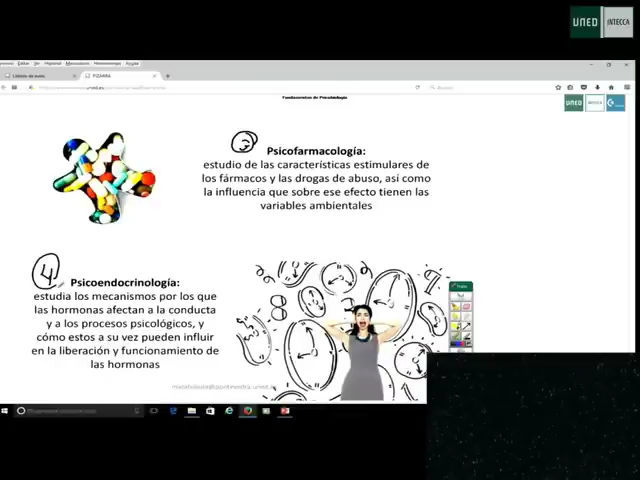 UNED INTECCA
PIZARRA
Fundamentos de Psicobiología
UNED
3
Psicofarmacología:
estudio de las características estimulares de
los fármacos y las drogas de abuso, así como
la influencia que sobre ese efecto tienen las
variables ambientales
4
Psicoendocrinología:
estudia los mecanismos por los que
las hormonas afectan a la conducta
y a los procesos psicológicos, y
cómo estos a su vez pueden influir
en la liberación y funcionamiento de
las hormonas